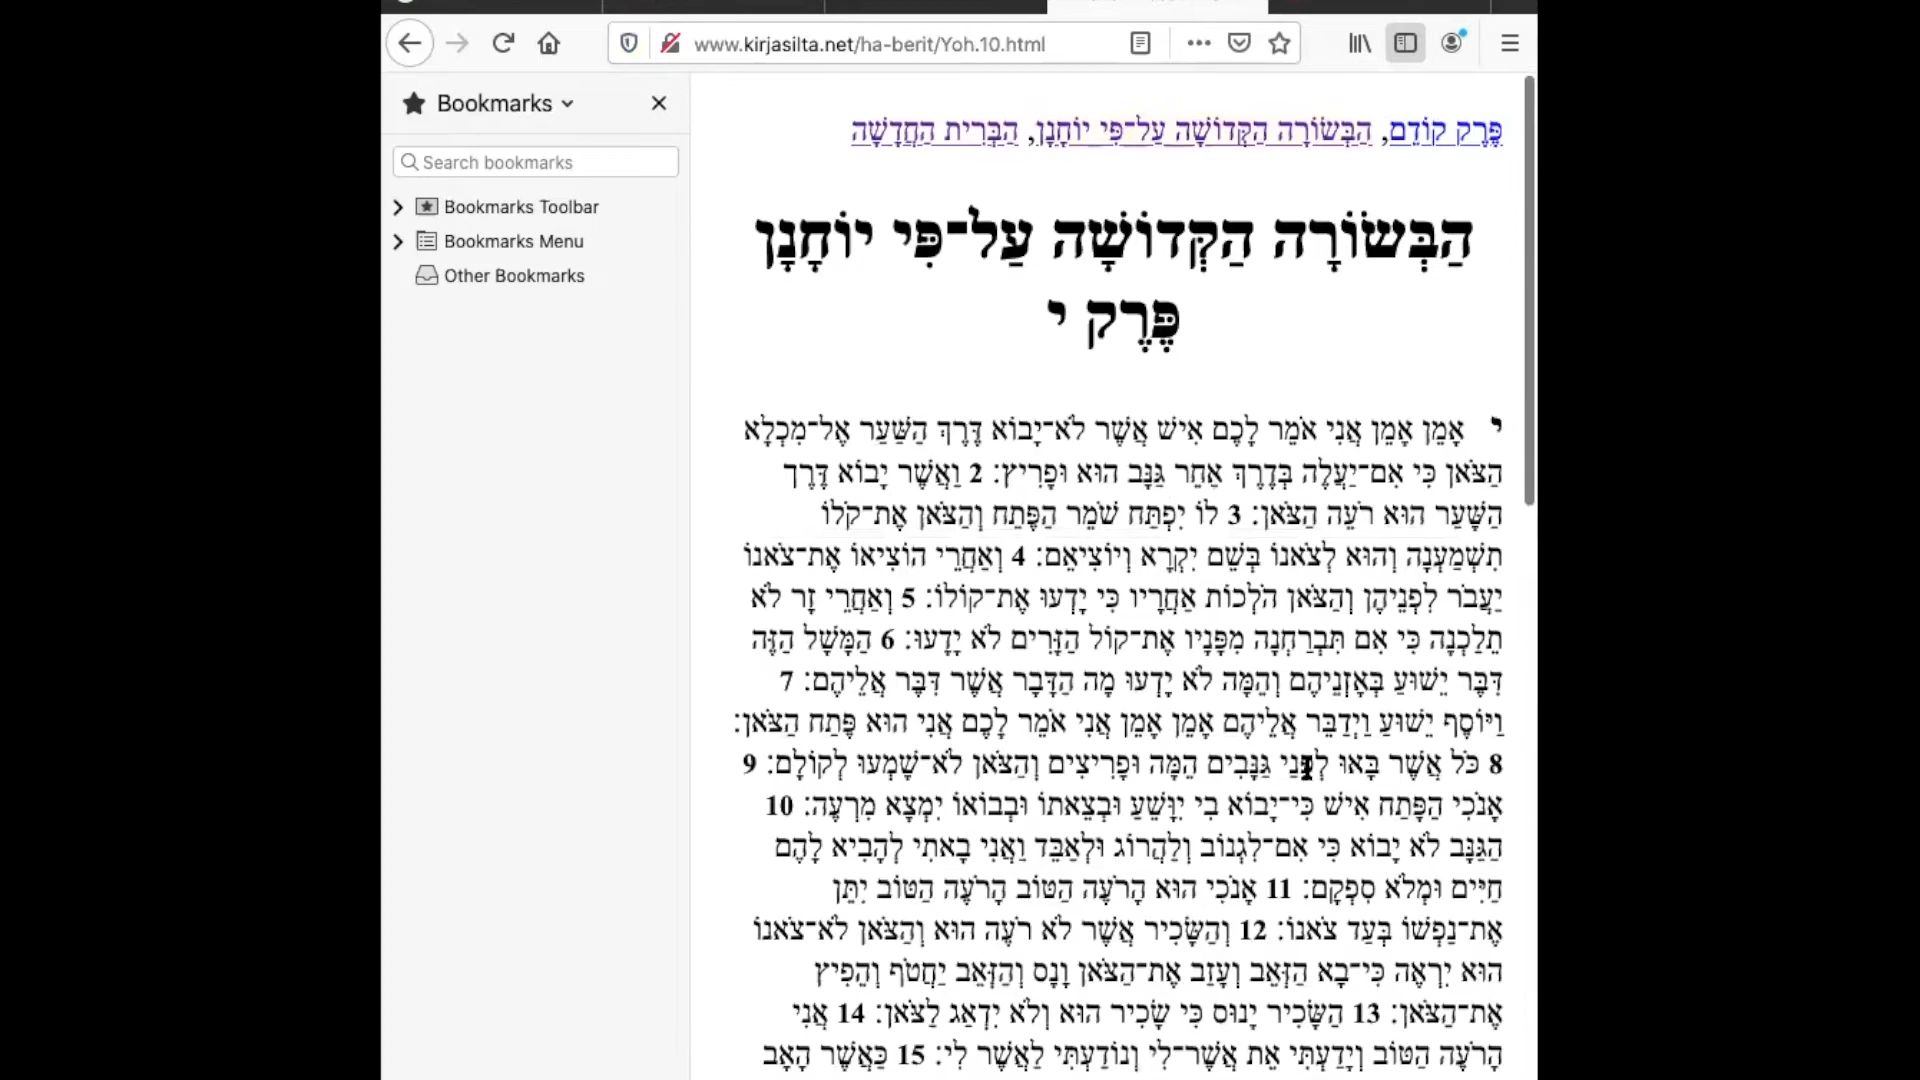 www.kirjasilta.net/ha-berit/Yoh.10.html
Bookmarks
Search bookmarks
Bookmarks Toolbar
Bookmarks Menu
Other Bookmarks
פֶּרֶק קוֹדֵם, הַבְּשׂוֹרָה הַקְּדוֹשָׁה עַל־פִּי יוֹחָנָן, הַבְּרִית הַחֲדָשָׁה
הַבְּשׂוֹרָה הַקְּדוֹשָׁה עַל־פִּי יוֹחָנָן
פֶּרֶק י
י אָמֵן אָמֵן אֲנִי אֹמֵר לָכֶם אִישׁ אֲשֶׁר לֹא־יָבוֹא דֶּרֶךְ הַשַּׁעַר אֶל־מִכְלָא
הַצֹּאן כִּי אִם־יַעֲלֶה בְּדֶרֶךְ אַחֵר גַּנָּב הוּא וּפָרִיץ׃ 2 וַאֲשֶׁר יָבוֹא דֶּרֶךְ
הַשַּׁעַר הוּא רֹעֵה הַצֹּאן׃ 3 לוֹ יִפְתַּח שֹׁמֵר הַפֶּתַח וְהַצֹּאן אֶת־קֹלוֹ
תִשְׁמַעְנָה וְהוּא לְצֹאנוֹ בְּשֵׁם יִקְרָא וְיוֹצִיאֵם׃ 4 וְאַחֲרֵי הוֹצִיאוֹ אֶת־צֹאנוֹ
יַעֲבֹר לִפְנֵיהֶן וְהַצֹּאן הֹלְכוֹת אַחֲרָיו כִּי יָדְעוּ אֶת־קוֹלוֹ׃ 5 וְאַחֲרֵי זָר לֹא
תֵלַכְנָה כִּי אִם תִּבְרַחְנָה מִפָּנָיו אֶת־קוֹל הַזָּרִים לֹא יָדָעוּ׃ 6 הַמָּשָׁל הַזֶּה
דִּבֶּר יֵשׁוּעַ בְּאָזְנֵיהֶם וְהֵמָּה לֹא יָדְעוּ מָה הַדָּבָר אֲשֶׁר דִּבֶּר אֲלֵיהֶם׃ 7
וַיּוֹסֶף יֵשׁוּעַ וַיְדַבֵּר אֲלֵיהֶם אָמֵן אָמֵן אֲנִי אֹמֵר לָכֶם אֲנִי הוּא פֶּתַח הַצֹּאן׃
8 כֹּל אֲשֶׁר בָּאוּ לְפָנַי גַּנָּבִים הֵמָּה וּפָרִיצִים וְהַצֹּאן לֹא־שָׁמְעוּ לְקוֹלָם׃ 9
אָנֹכִי הַפָּתַח אִישׁ כִּי־יָבוֹא בִי יִוָּשֵׁעַ וּבְצֵאתוֹ וּבְבוֹאוֹ יִמְצָא מִרְעֶה׃ 10
הַגַּנָּב לֹא יָבוֹא כִּי אִם־לִגְנוֹב וְלַהֲרוֹג וּלְאַבֵּד וַאֲנִי בָאתִי לְהָבִיא לָהֶם
חַיִּים וּמְלֹא סִפְקָם׃ 11 אָנֹכִי הוּא הָרֹעֶה הַטּוֹב הָרֹעֶה הַטּוֹב יִתֵּן
אֶת־נַפְשׁוֹ בְּעַד צֹאנוֹ׃ 12 וְהַשָּׂכִיר אֲשֶׁר לֹא רֹעֶה הוּא וְהַצֹּאן לֹא־צֹאנוֹ
הוּא יִרְאֶה כִּי־בָא הַזְּאֵב וְעָזַב אֶת־הַצֹּאן וָנָס וְהַזְּאֵב יַחֲטֹף וְהֵפִיץ
אֶת־הַצֹּאן׃ 13 הַשָּׂכִיר יָנוּס כִּי שָׂכִיר הוּא וְלֹא יִדְאַג לַצֹּאן׃ 14 אֲנִי
הָרֹעֶה הַטּוֹב וְיָדַעְתִּי אֵת אֲשֶׁר־לִי וְנוֹדַעְתִּי לַאֲשֶׁר לִי׃ 15 כַּאֲשֶׁר הָאָב